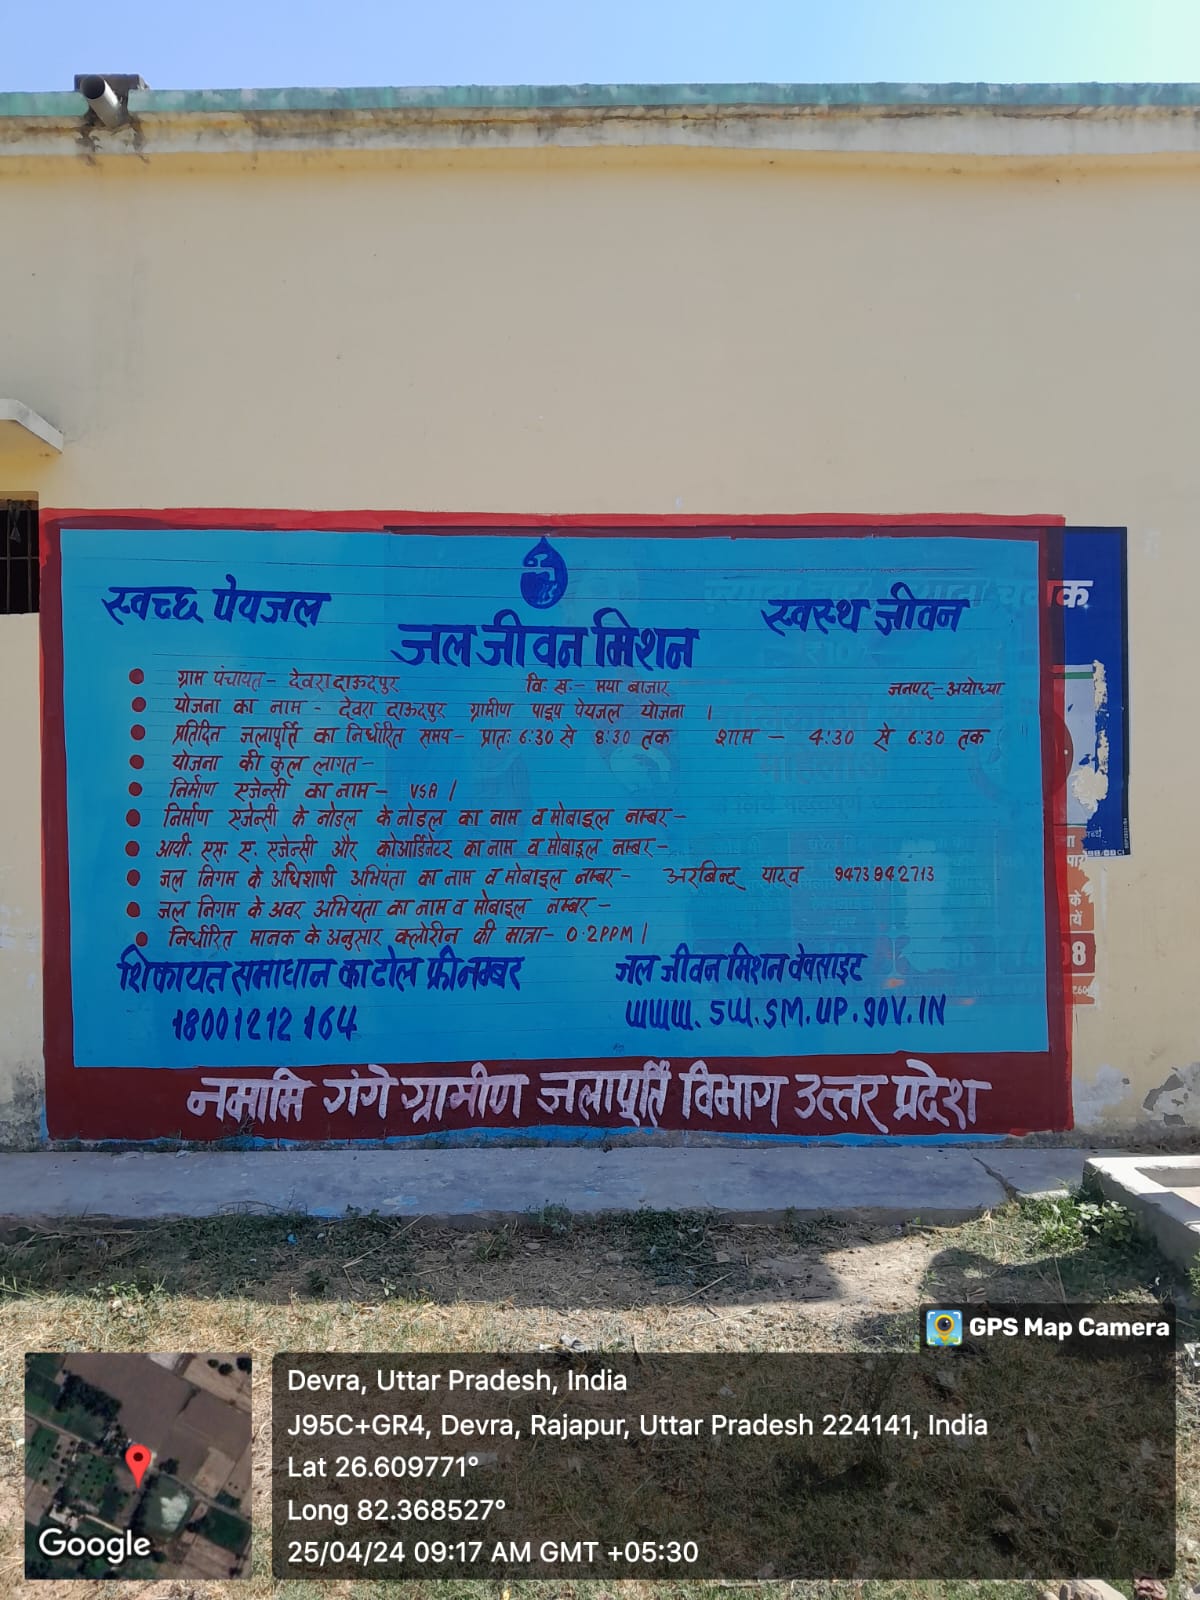 स्वच्छ पेयजल
स्वस्थ जीवन
जल जीवन मिशन
ग्राम पंचायत- देवरा दाऊदपुर वि. ख.- मया बाजार जनपद- अयोध्या
योजना का नाम - देवरा दाऊदपुर ग्रामीण पाइप पेयजल योजना ।
प्रतिदिन जलापूर्ति का निर्धारित समय- प्रात: 6:30 से 8:30 तक शाम - 4:30 से 6:30 तक
योजना की कुल लागत-
निर्माण एजेन्सी का नाम- VSA ।
निर्माण एजेन्सी के नोडल के नोडल का नाम व मोबाइल नम्बर-
आयी. एस. ए. एजेन्सी और कोआर्डिनेटर का नाम व मोबाइल नम्बर-
जल निगम के अधिशाषी अभियंता का नाम व मोबाइल नम्बर- अरबिन्द यादव 9473942713
जल निगम के अवर अभियंता का नाम व मोबाइल नम्बर-
निर्धारित मानक के अनुसार क्लोरीन की मात्रा- 0.2PPM ।
शिकायत समाधान का टोल फ्री नम्बर
जल जीवन मिशन वेवसाइट
18001212164
WWW. SW.SM.UP.GOV.IN
नमामि गंगे ग्रामीण जलापूर्ति विभाग उत्तर प्रदेश
GPS Map Camera
Devra, Uttar Pradesh, India
J95C+GR4, Devra, Rajapur, Uttar Pradesh 224141, India
Lat 26.609771°
Long 82.368527°
25/04/24 09:17 AM GMT +05:30
Google